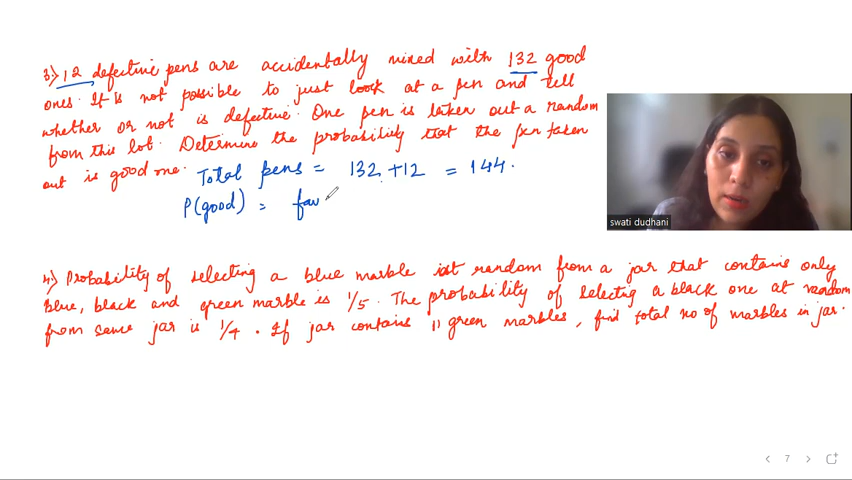 3:) 12 defective pens are accidentally mixed with 132 good
ones. It is not possible to just look at a pen and tell
whether or not is defective. One pen is taken out a random
from this lot. Determine the probability that the pen taken
out is good one.
Total pens = 132 + 12 = 144.
P(good) = fav
swati dudhani
4:) Probability of selecting a blue marble at random from a jar that contains only
blue, black and green marble is 1/5. The probability of selecting a black one at random
from same jar is 1/4. If jar contains 11 green marbles, find total no of marbles in jar.
< 7 >